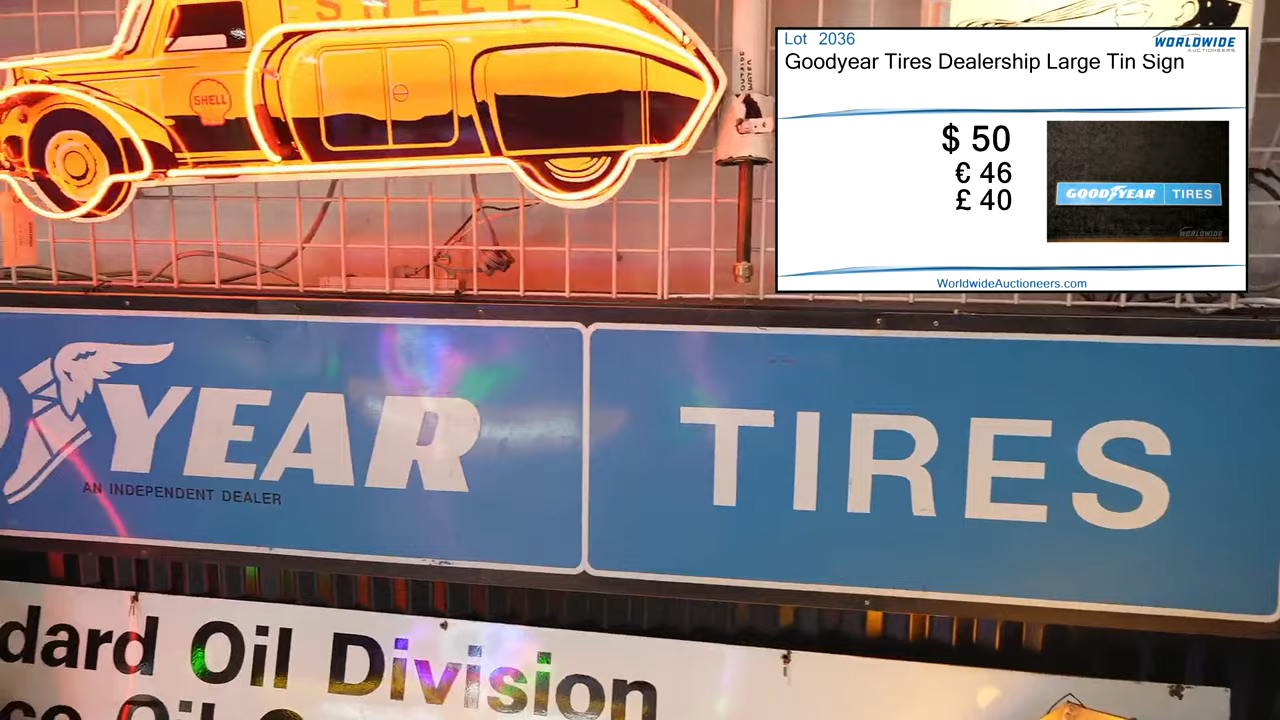 SHELL
SHELL
Lot 2036
WORLDWIDE
AUCTIONEERS
Goodyear Tires Dealership Large Tin Sign
$ 50
€ 46
£ 40
GOODYEAR TIRES
WORLDWIDE
WorldwideAuctioneers.com
YEAR
AN INDEPENDENT DEALER
TIRES
dard Oil Division